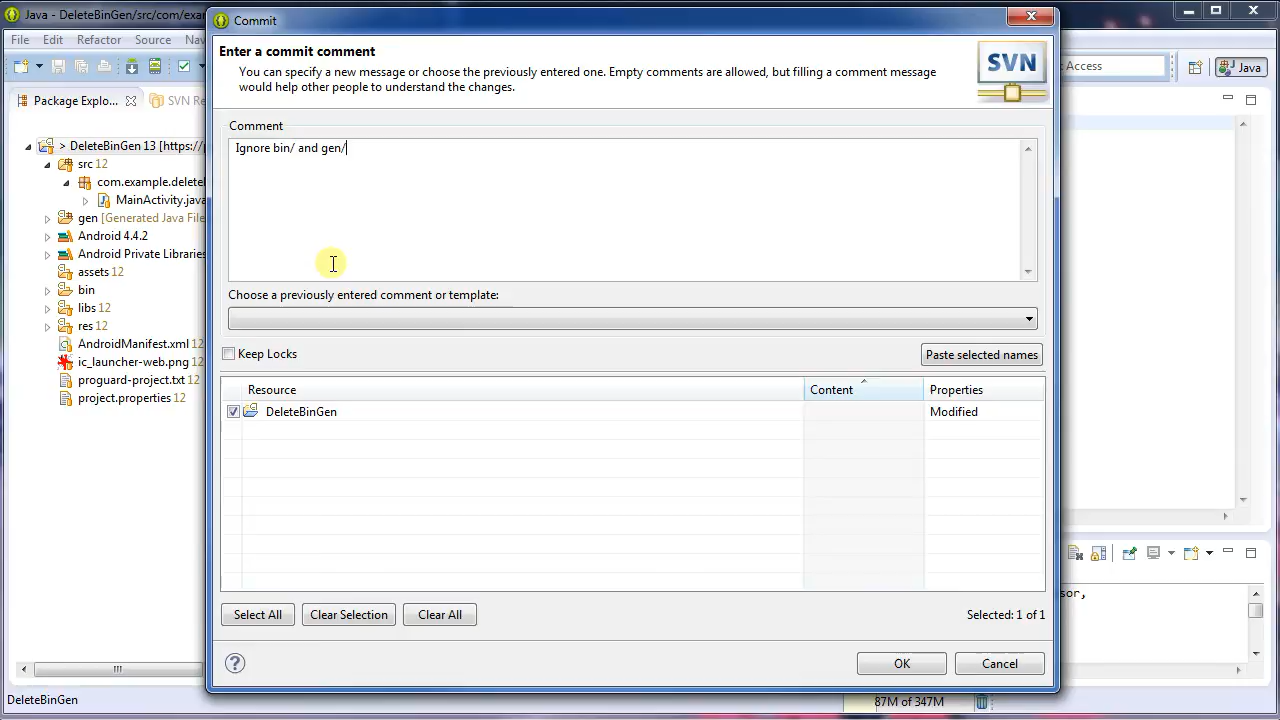 Java - DeleteBinGen/src/com/exa
Commit
File Edit Refactor Source Nav
Enter a commit comment
You can specify a new message or choose the previously entered one. Empty comments are allowed, but filling a comment message
would help other people to understand the changes.
SVN
Access
Java
Package Explo...
SVN Re
Comment
Ignore bin/ and gen/
> DeleteBinGen 13 [https://p
src 12
com.example.deletel
MainActivity.java
gen [Generated Java File
Android 4.4.2
Android Private Libraries
assets 12
bin
libs 12
res 12
AndroidManifest.xml
ic_launcher-web.png 12
proguard-project.txt 12
project.properties 12
Choose a previously entered comment or template:
Keep Locks
Paste selected names
Resource Content Properties
DeleteBinGen Modified
sor,
Select All Clear Selection Clear All Selected: 1 of 1
? OK Cancel
DeleteBinGen
87M of 347M